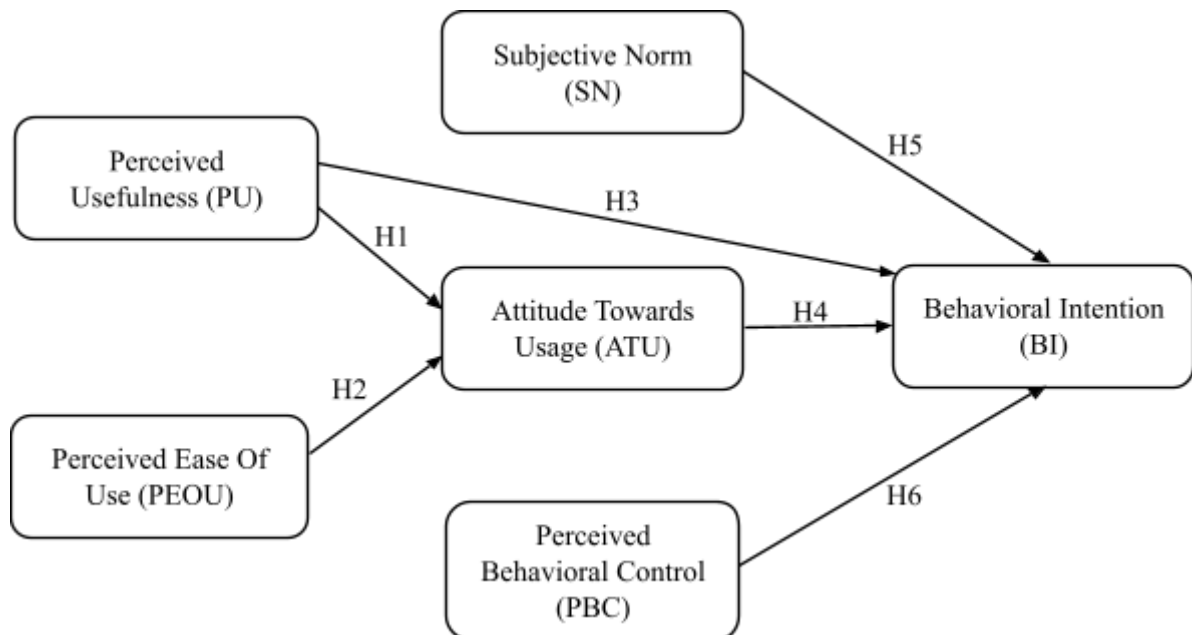 Subjective Norm
(SN)
H5
Perceived
Usefulness (PU)
H3
H1
Attitude Towards
Usage (ATU)
H4
Behavioral Intention
(BI)
H2
Perceived Ease Of
Use (PEOU)
H6
Perceived
Behavioral Control
(PBC)